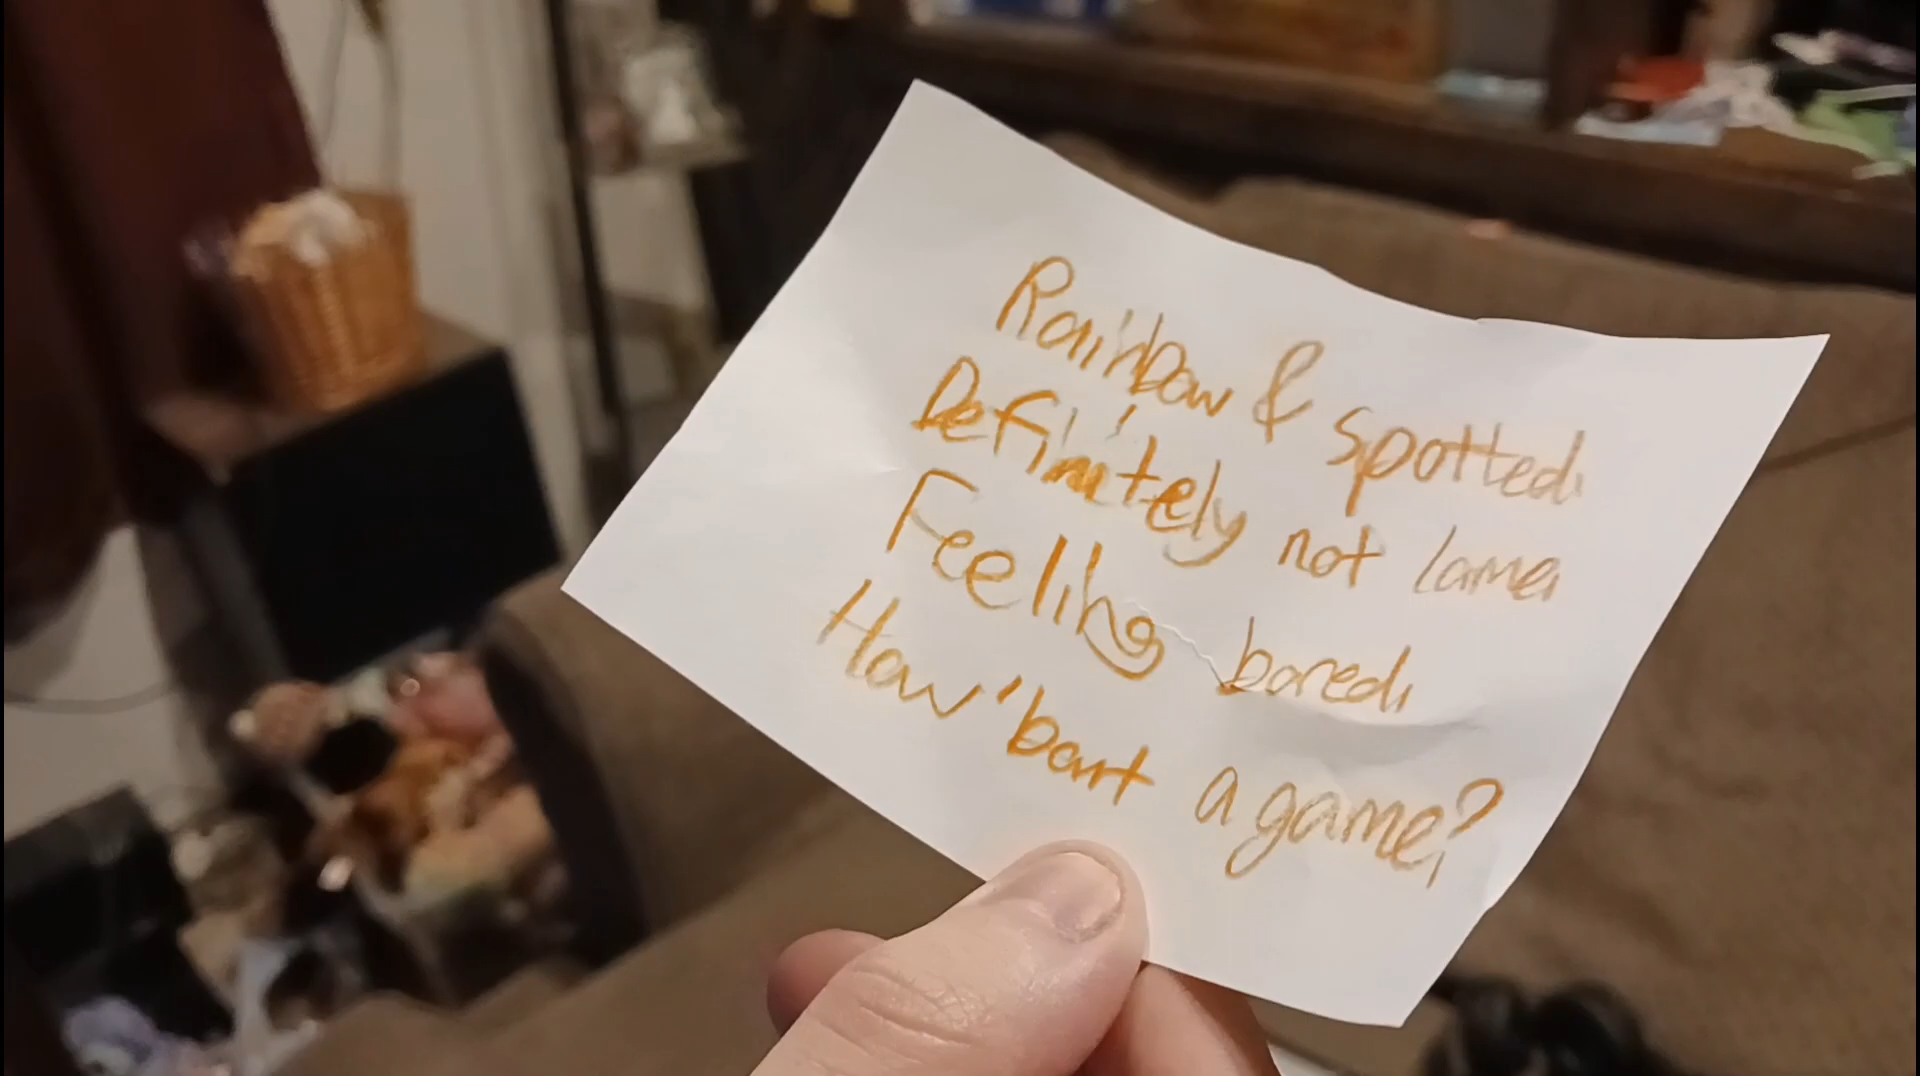 Rainbow & spotted,
Definitely not lame,
Feeling bored,
How 'bout a game?